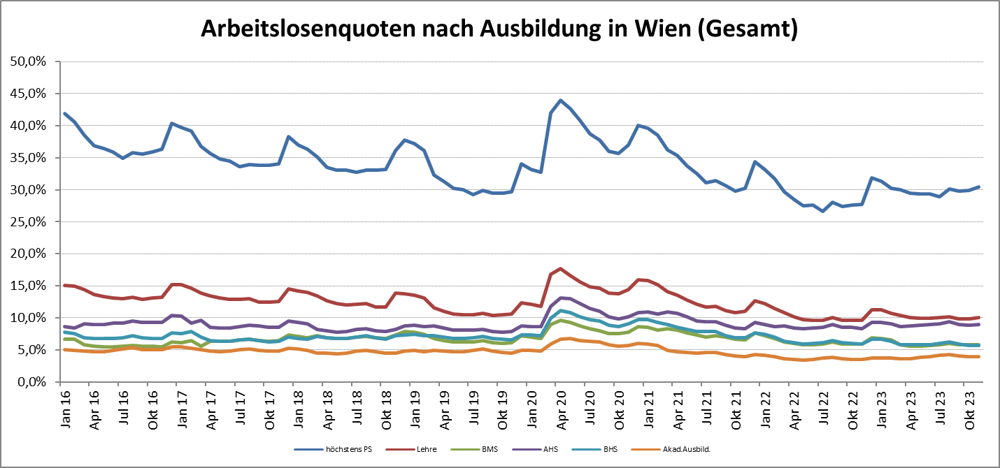 Arbeitslosenquoten nach Ausbildung in Wien (Gesamt)
50,0%
45,0%
40,0%
35,0%
30,0%
25,0%
20,0%
15,0%
10,0%
5,0%
0,0%
Jan 16
Apr 16
Jul 16
Okt 16
Jan 17
Apr 17
Jul 17
Okt 17
Jan 18
Apr 18
Jul 18
Okt 18
Jan 19
Apr 19
Jul 19
Okt 19
Jan 20
Apr 20
Jul 20
Okt 20
Jan 21
Apr 21
Jul 21
Okt 21
Jan 22
Apr 22
Jul 22
Okt 22
Jan 23
Apr 23
Jul 23
Okt 23
höchstens PS Lehre BMS AHS BHS Akad.Ausbild.